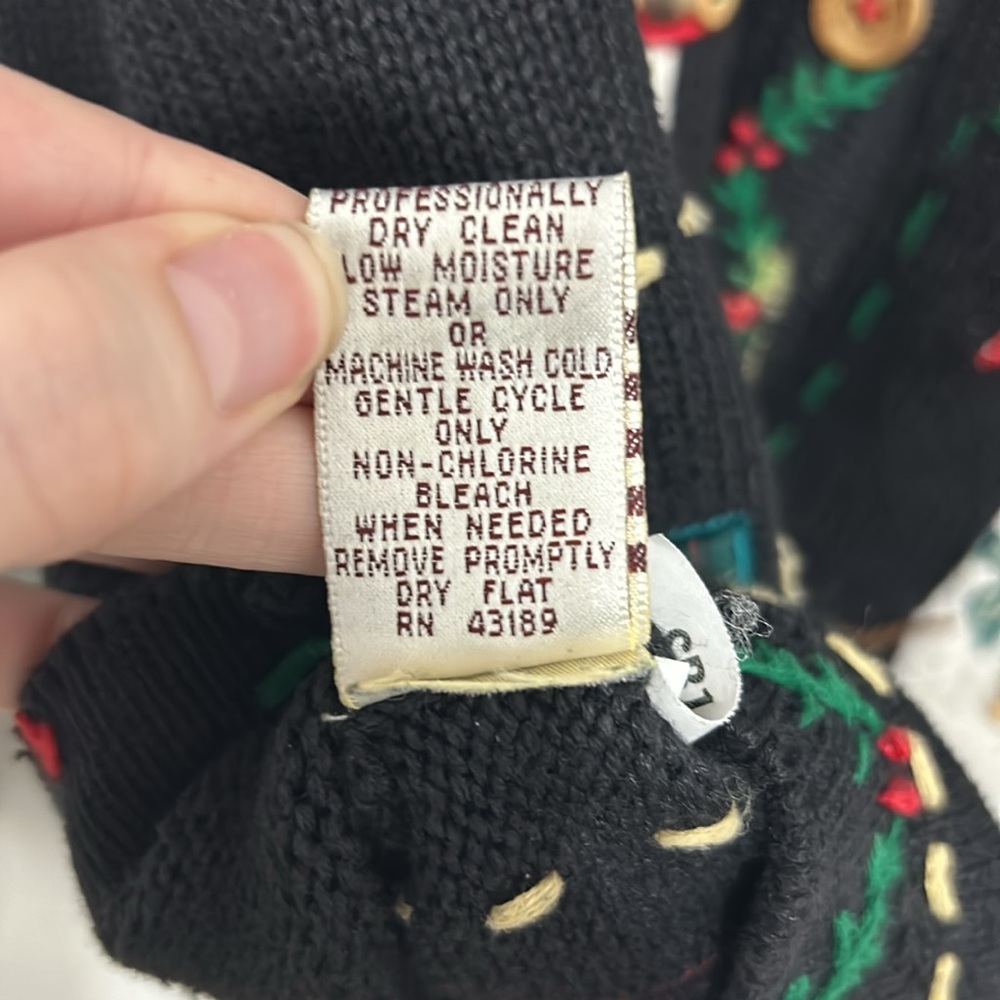 PROFESSIONALLY
DRY CLEAN
LOW MOISTURE
STEAM ONLY
OR
MACHINE WASH COLD
GENTLE CYCLE
ONLY
NON-CHLORINE
BLEACH
WHEN NEEDED
REMOVE PROMPTLY
DRY FLAT
RN 43189